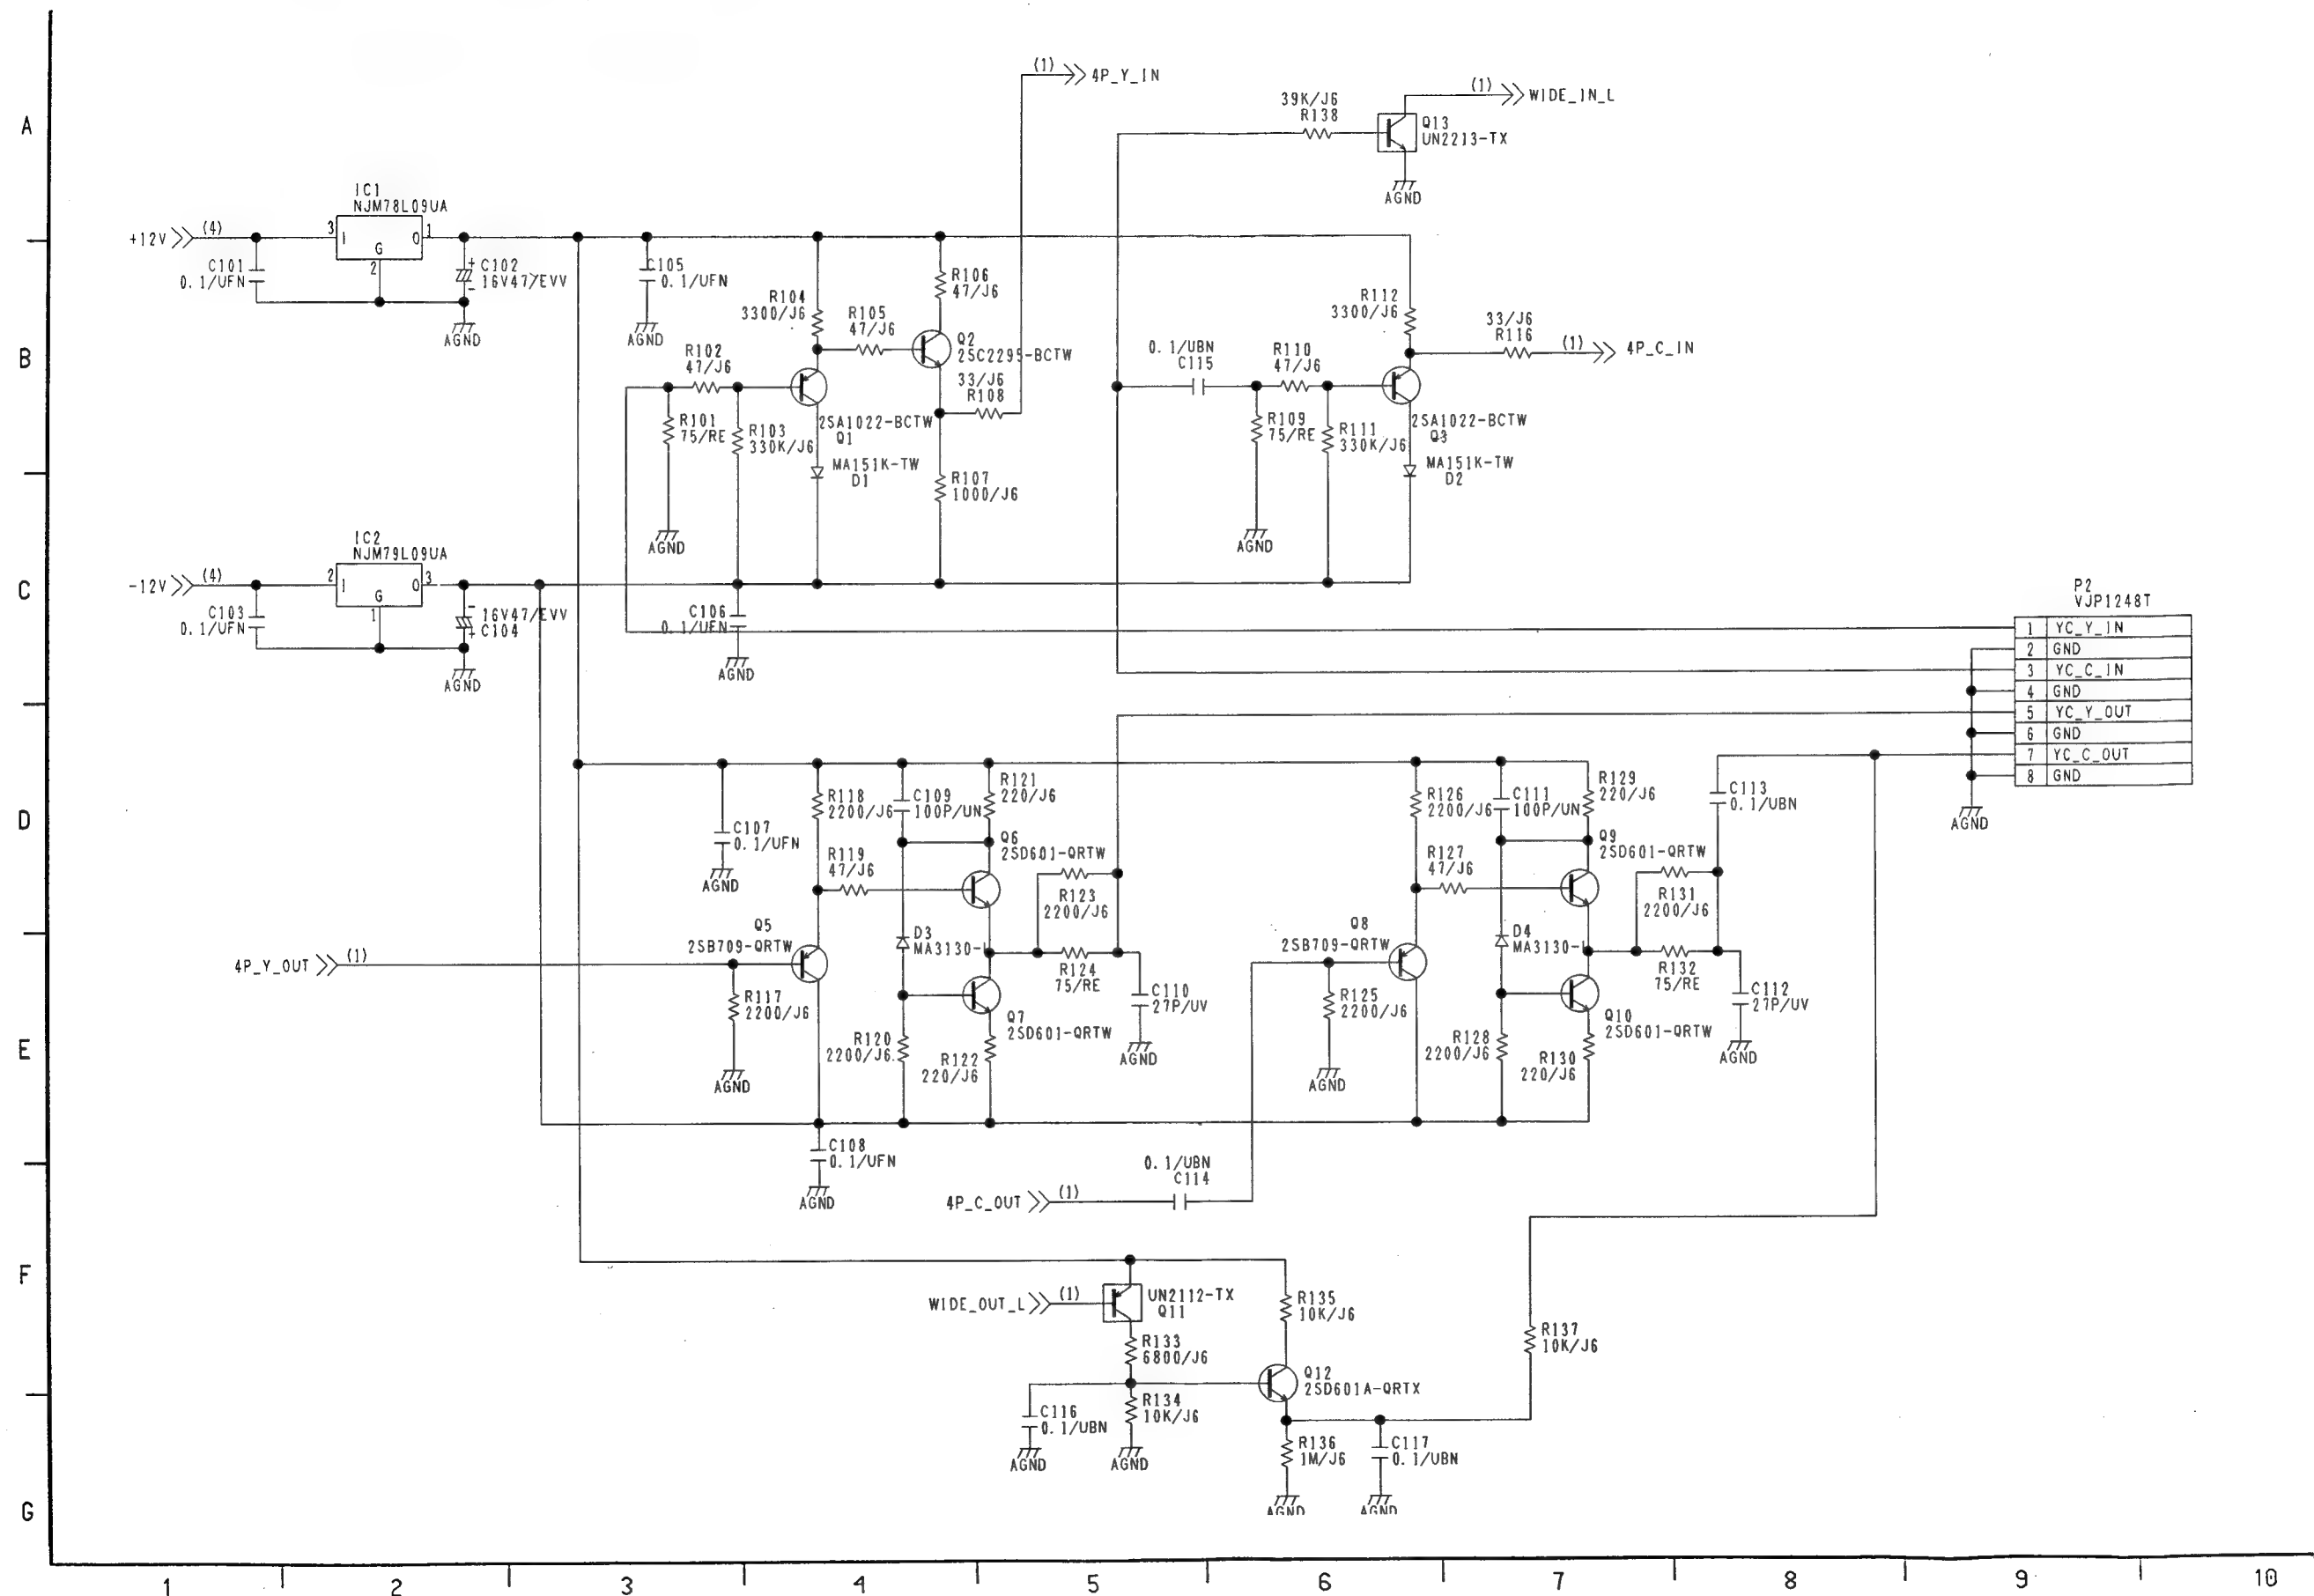 (1) 4P_Y_IN
39K/J6
R138
(1) WIDE_IN_L
A
Q13
UN2213-TX
AGND
IC1
NJM78L09UA
+12V (4)
3 I G O 1
2
C101
0.1/UFN
+ C102
16V47/EVV
-
AGND
C105
0.1/UFN
AGND
R104
3300/J6
R105
47/J6
R106
47/J6
Q2
2SC2295-BCTW
B
R102
47/J6
33/J6
R108
R101
75/RE
R103
330K/J6
2SA1022-BCTW
Q1
MA151K-TW
D1
R107
1000/J6
AGND
0.1/UBN
C115
R110
47/J6
R112
3300/J6
33/J6
R116
(1) 4P_C_IN
R109
75/RE
R111
330K/J6
2SA1022-BCTW
Q3
MA151K-TW
D2
AGND
IC2
NJM79L09UA
C
-12V (4)
2 I G O 3
1
C103
0.1/UFN
-
16V47/EVV
+ C104
AGND
C106
0.1/UFN
AGND
P2
VJP1248T
1 YC_Y_IN
2 GND
3 YC_C_IN
4 GND
5 YC_Y_OUT
6 GND
7 YC_C_OUT
8 GND
AGND
D
R118
2200/J6
C109
100P/UN
R121
220/J6
C107
0.1/UFN
AGND
R119
47/J6
Q6
2SD601-QRTW
R123
2200/J6
R126
2200/J6
C111
100P/UN
R129
220/J6
C113
0.1/UBN
R127
47/J6
Q9
2SD601-QRTW
R131
2200/J6
Q5
2SB709-QRTW
D3
MA3130-
4P_Y_OUT (1)
R117
2200/J6
AGND
R124
75/RE
C110
27P/UV
AGND
Q7
2SD601-QRTW
R120
2200/J6.
R122
220/J6
Q8
2SB709-QRTW
D4
MA3130-
R125
2200/J6
AGND
R132
75/RE
C112
27P/UV
AGND
Q10
2SD601-QRTW
R128
2200/J6
R130
220/J6
E
C108
0.1/UFN
AGND
0.1/UBN
C114
4P_C_OUT (1)
F
WIDE_OUT_L (1)
UN2112-TX
Q11
R135
10K/J6
R133
6800/J6
R137
10K/J6
Q12
2SD601A-QRTX
C116
0.1/UBN
AGND
R134
10K/J6
AGND
R136
1M/J6
AGND
C117
0.1/UBN
AGND
G
1 2 3 4 5 6 7 8 9 10